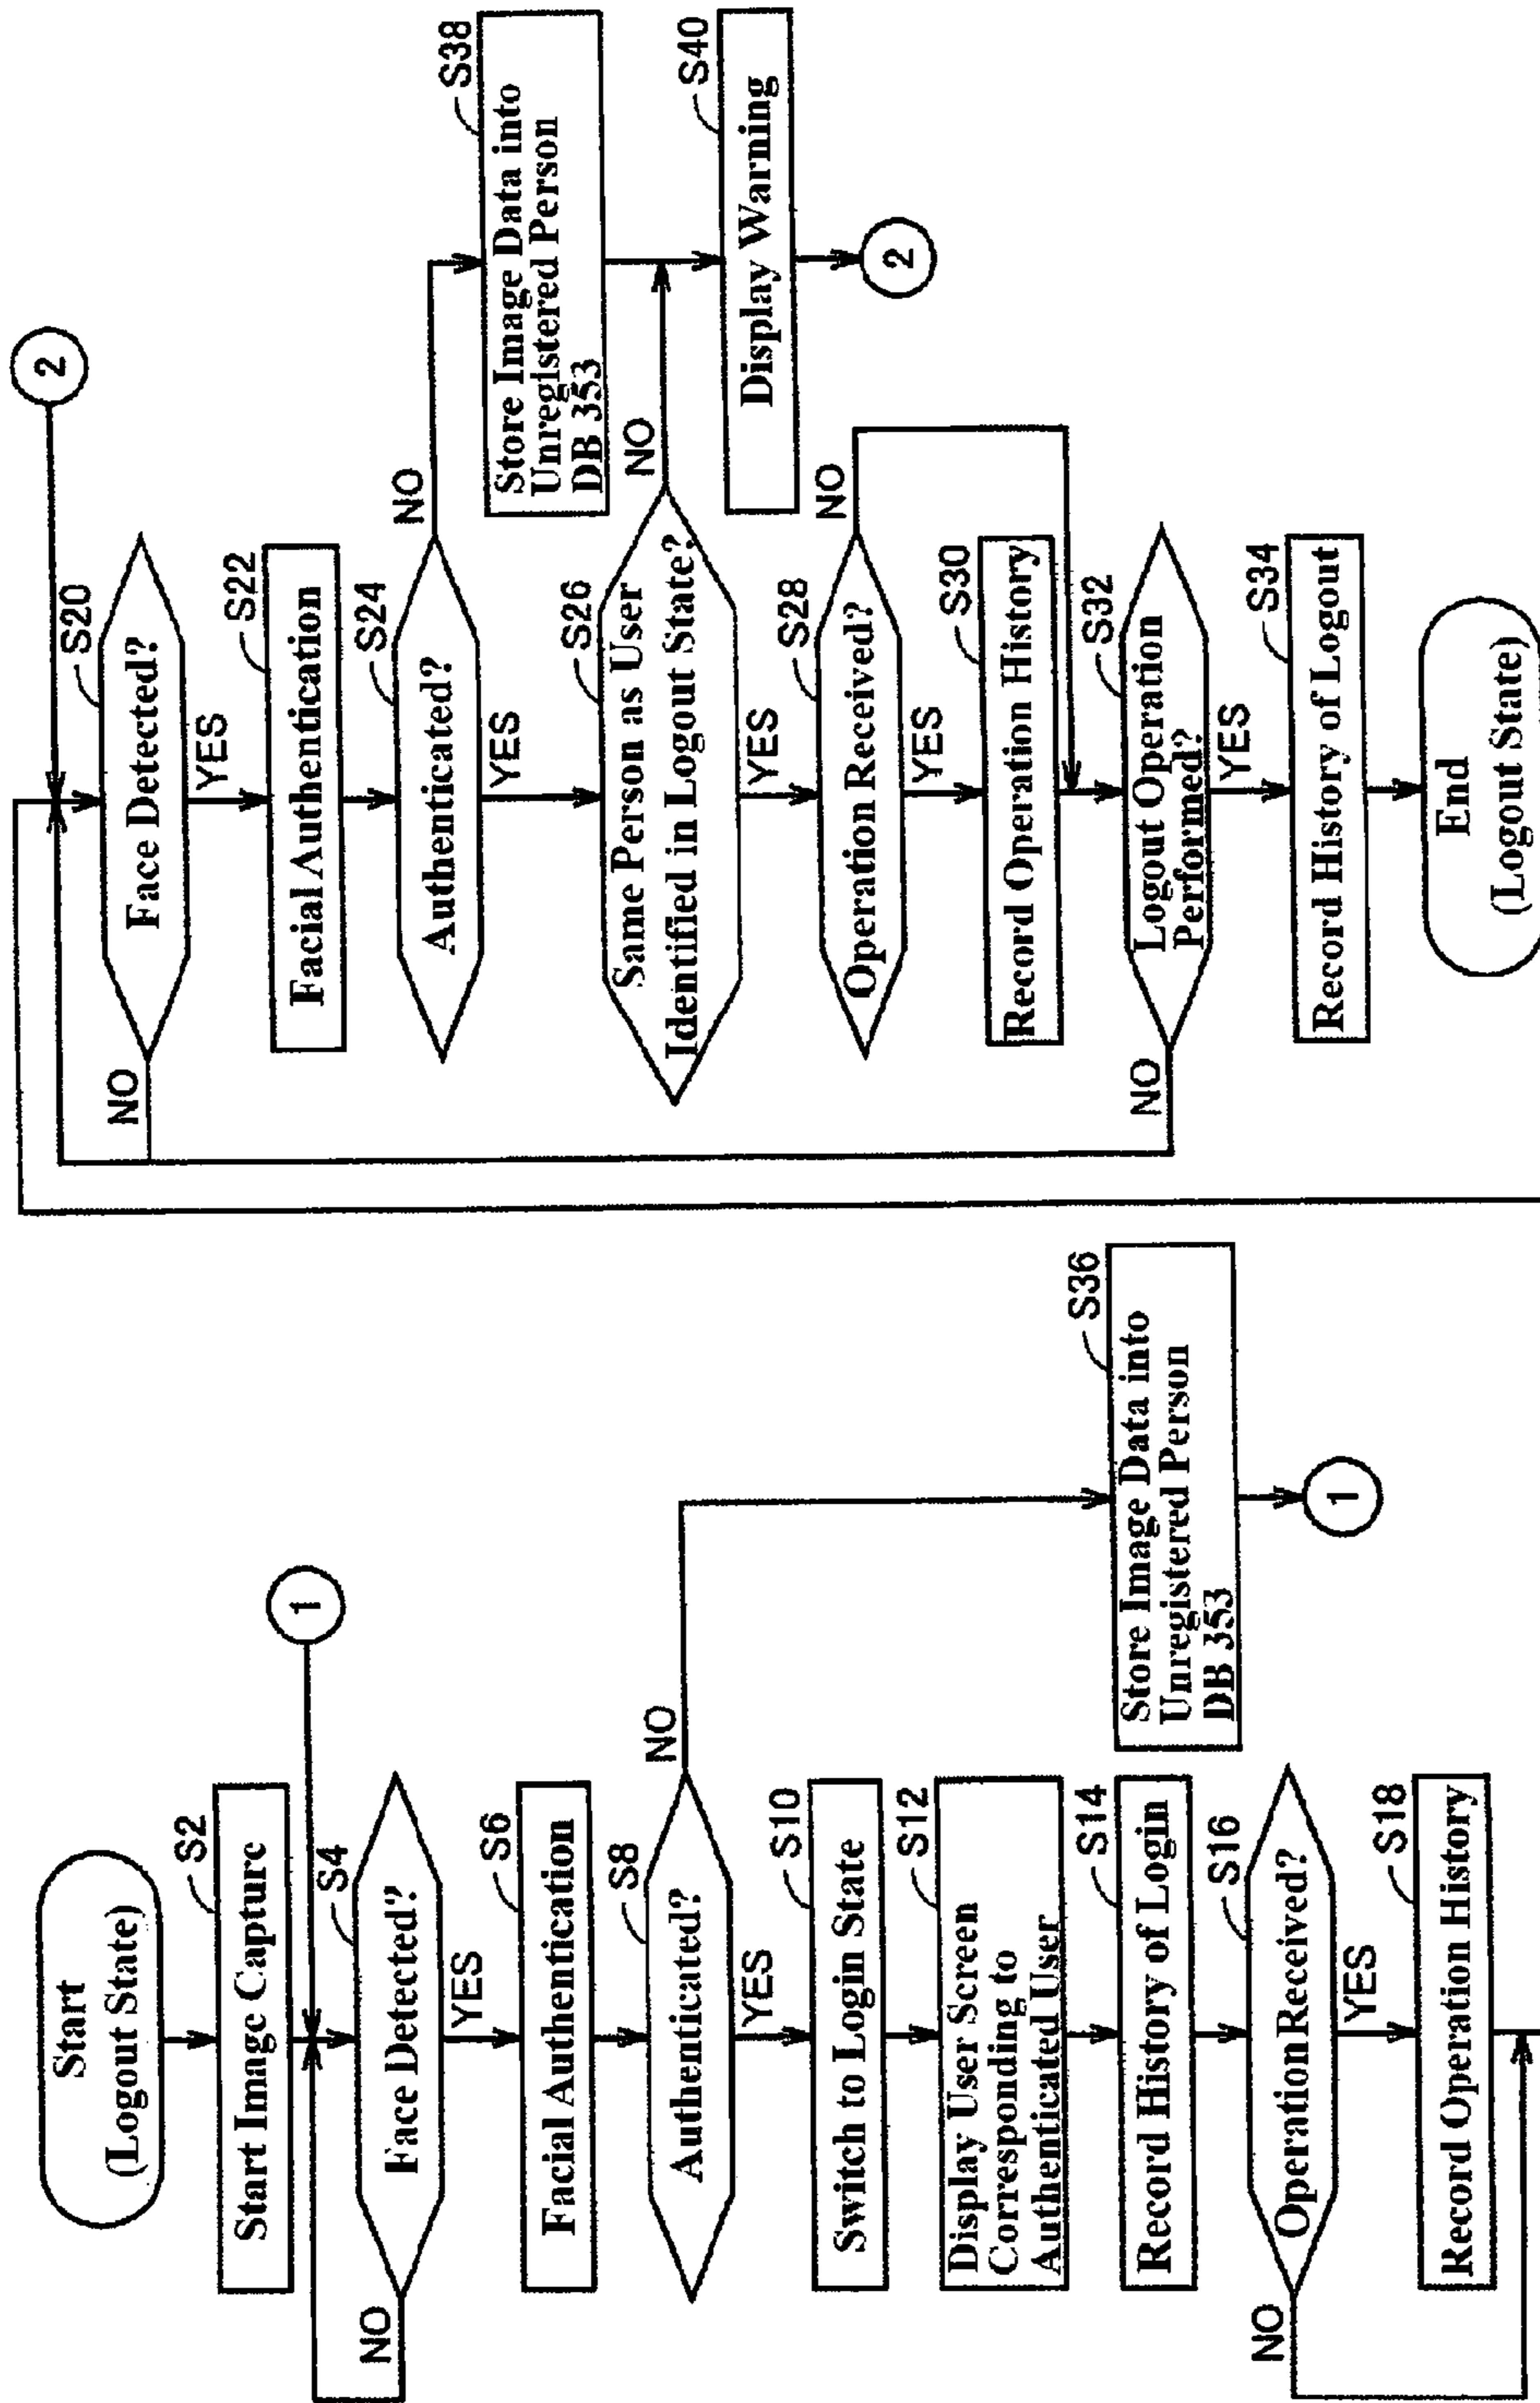 Start
(Logout State)
S2
Start Image Capture
1
S4
Face Detected?
NO
YES
S6
Facial Authentication
S8
Authenticated?
NO
YES
S10
Switch to Login State
S12
Display User Screen
Corresponding to
Authenticated User
S14
Record History of Login
S16
Operation Received?
NO
YES
S18
Record Operation History
S36
Store Image Data into
Unregistered Person
DB 353
1
2
S20
Face Detected?
NO
YES
S22
Facial Authentication
S24
Authenticated?
NO
YES
S26
Same Person as User
Identified in Logout State?
NO
YES
S28
Operation Received?
NO
YES
S30
Record Operation History
S32
Logout Operation
Performed?
NO
YES
S34
Record History of Logout
End
(Logout State)
S38
Store Image Data into
Unregistered Person
DB 353
S40
Display Warning
2